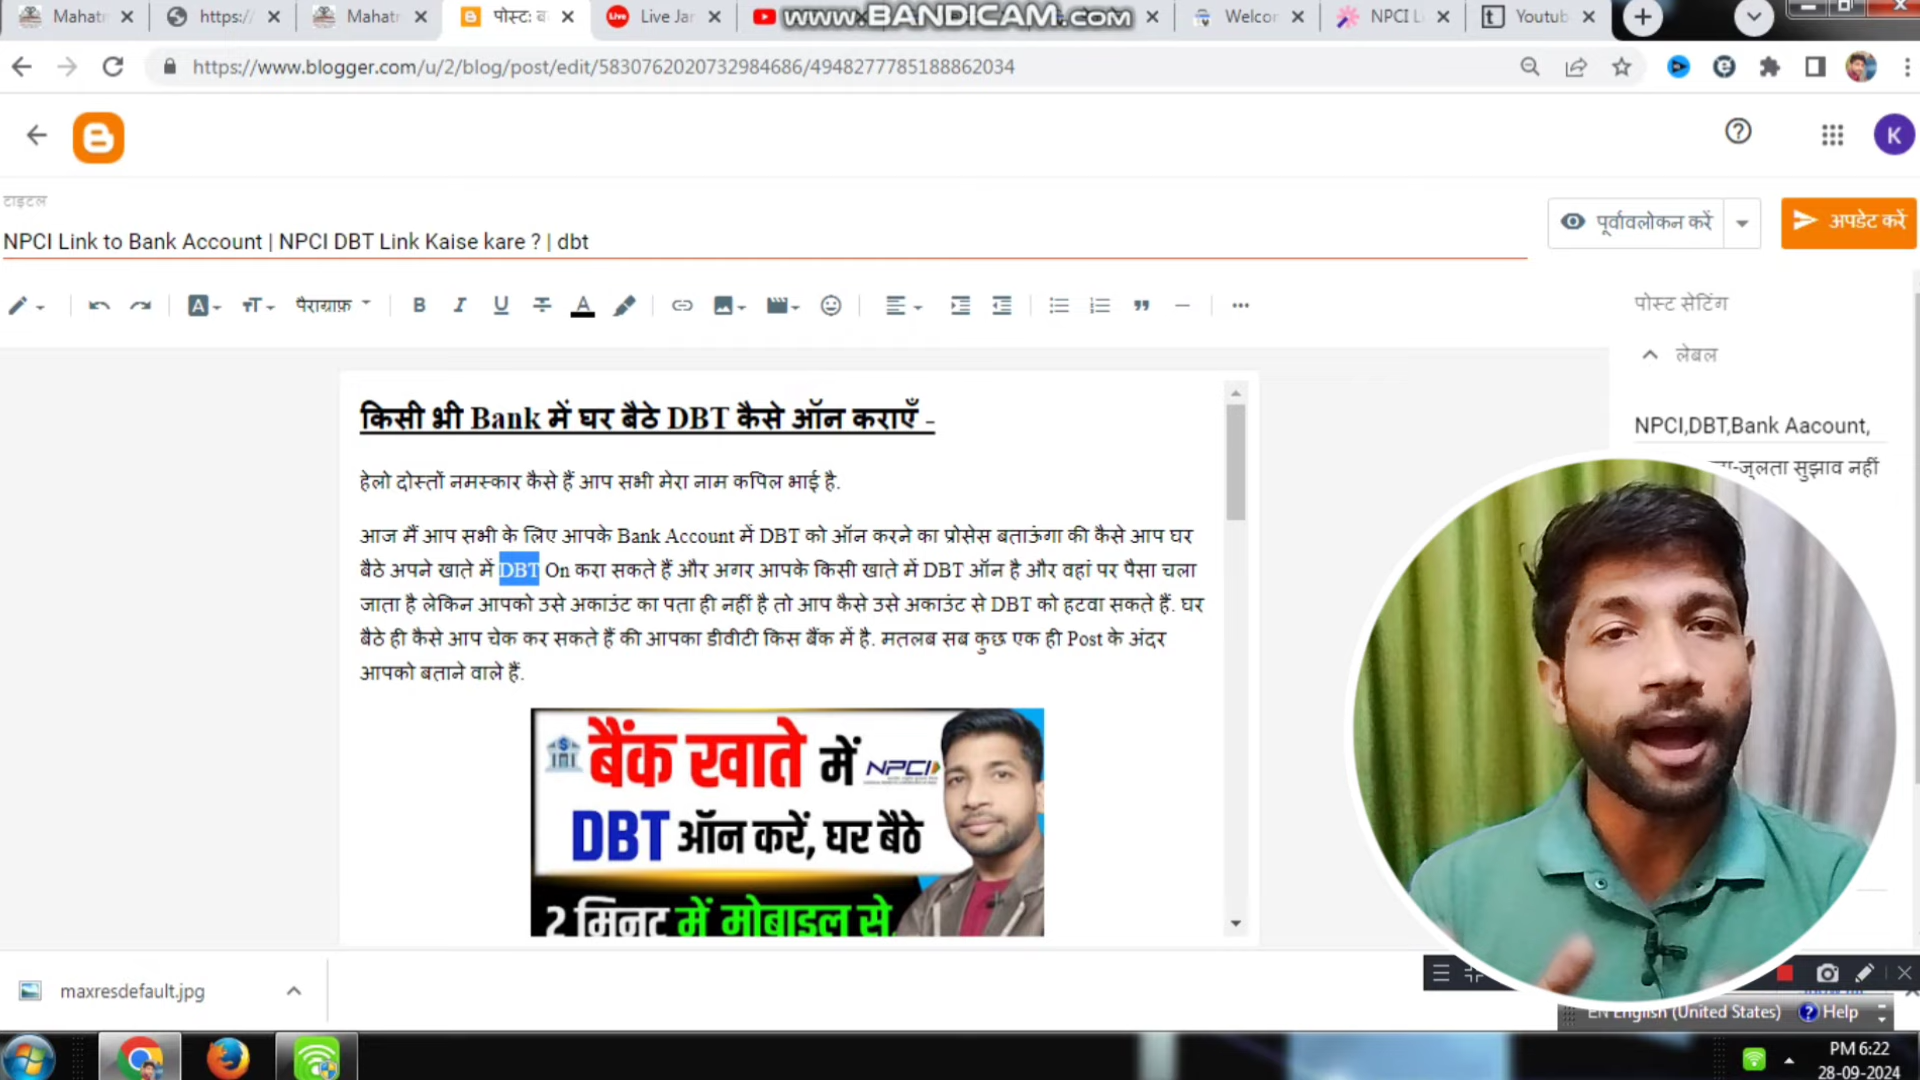 Mahatr
https:/
Mahatr
पोस्ट: ब
Live Jar
www.BANDICAM.com
Welcor
NPCI L
Youtub
https://www.blogger.com/u/2/blog/post/edit/5830762020732984686/4948277785188862034
K
टाइटल
NPCI Link to Bank Account | NPCI DBT Link Kaise kare ? | dbt
पूर्वावलोकन करें
अपडेट करें
पैराग्राफ़
पोस्ट सेटिंग
लेबल
NPCI,DBT,Bank Aacount,
-जुलता सुझाव नहीं
किसी भी Bank में घर बैठे DBT कैसे ऑन कराएँ -
हेलो दोस्तों नमस्कार कैसे हैं आप सभी मेरा नाम कपिल भाई है.
आज मैं आप सभी के लिए आपके Bank Account में DBT को ऑन करने का प्रोसेस बताऊंगा की कैसे आप घर
बैठे अपने खाते में DBT On करा सकते हैं और अगर आपके किसी खाते में DBT ऑन है और वहां पर पैसा चला
जाता है लेकिन आपको उसे अकाउंट का पता ही नहीं है तो आप कैसे उसे अकाउंट से DBT को हटवा सकते हैं. घर
बैठे ही कैसे आप चेक कर सकते हैं की आपका डीवीटी किस बैंक में है. मतलब सब कुछ एक ही Post के अंदर
आपको बताने वाले हैं.
बैंक खाते में NPCI
DBT ऑन करें, घर बैठे
2 मिनट में मोबाइल से
maxresdefault.jpg
EN English (United States)
Help
PM 6:22
28-09-2024